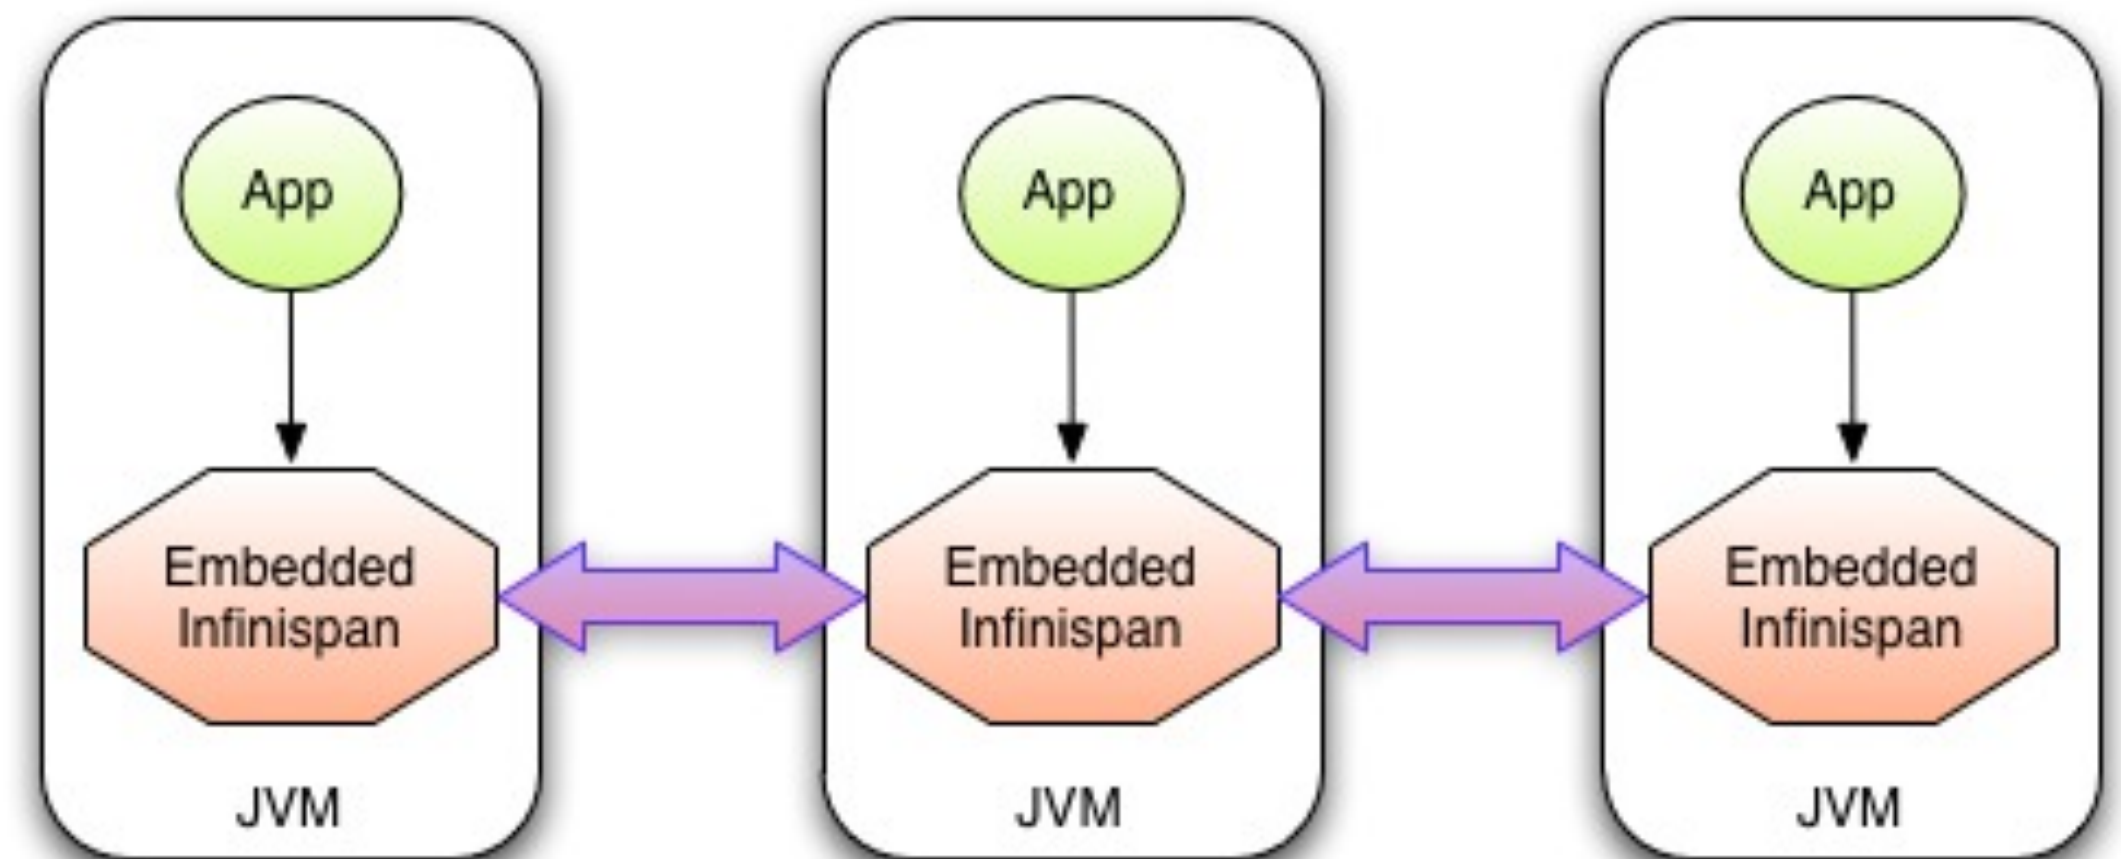 App
App
App
Embedded
Infinispan
Embedded
Infinispan
Embedded
Infinispan
JVM
JVM
JVM